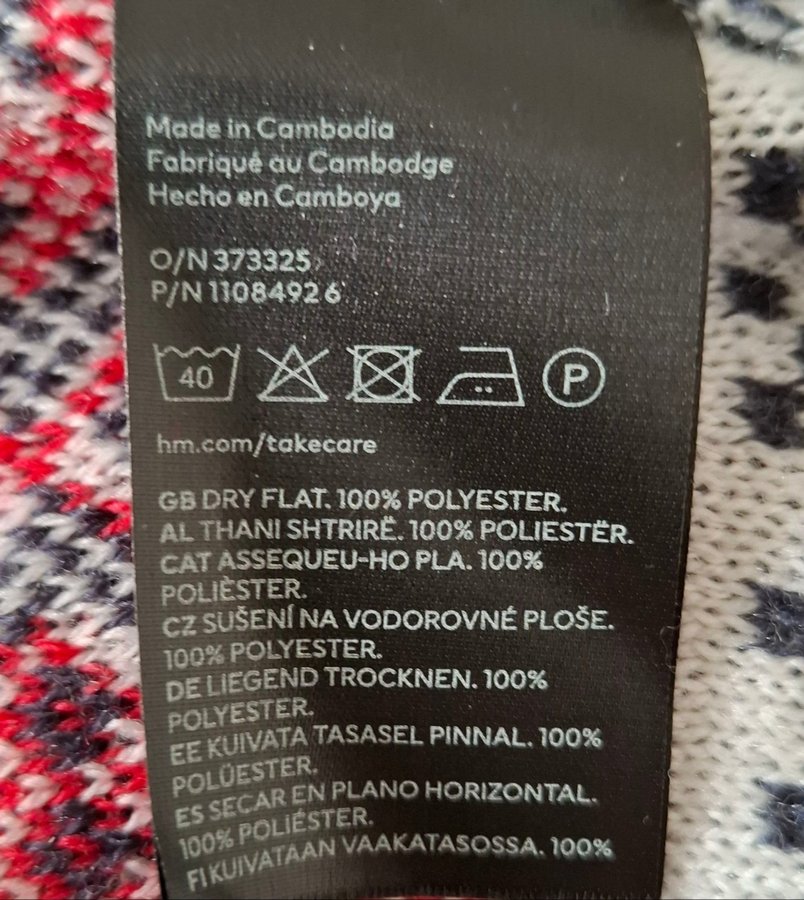 Made in Cambodia
Fabriqué au Cambodge
Hecho en Camboya
O/N 373325
P/N 1108492 6
40 P
hm.com/takecare
GB DRY FLAT. 100% POLYESTER.
AL THANI SHTRIRË. 100% POLIESTËR.
CAT ASSEQUEU-HO PLA. 100%
POLIÈSTER.
CZ SUŠENÍ NA VODOROVNÉ PLOŠE.
100% POLYESTER.
DE LIEGEND TROCKNEN. 100%
POLYESTER.
EE KUIVATA TASASEL PINNAL. 100%
POLÜESTER.
ES SECAR EN PLANO HORIZONTAL.
100% POLIÉSTER.
FI KUIVATAAN VAAKATASOSSA. 100%